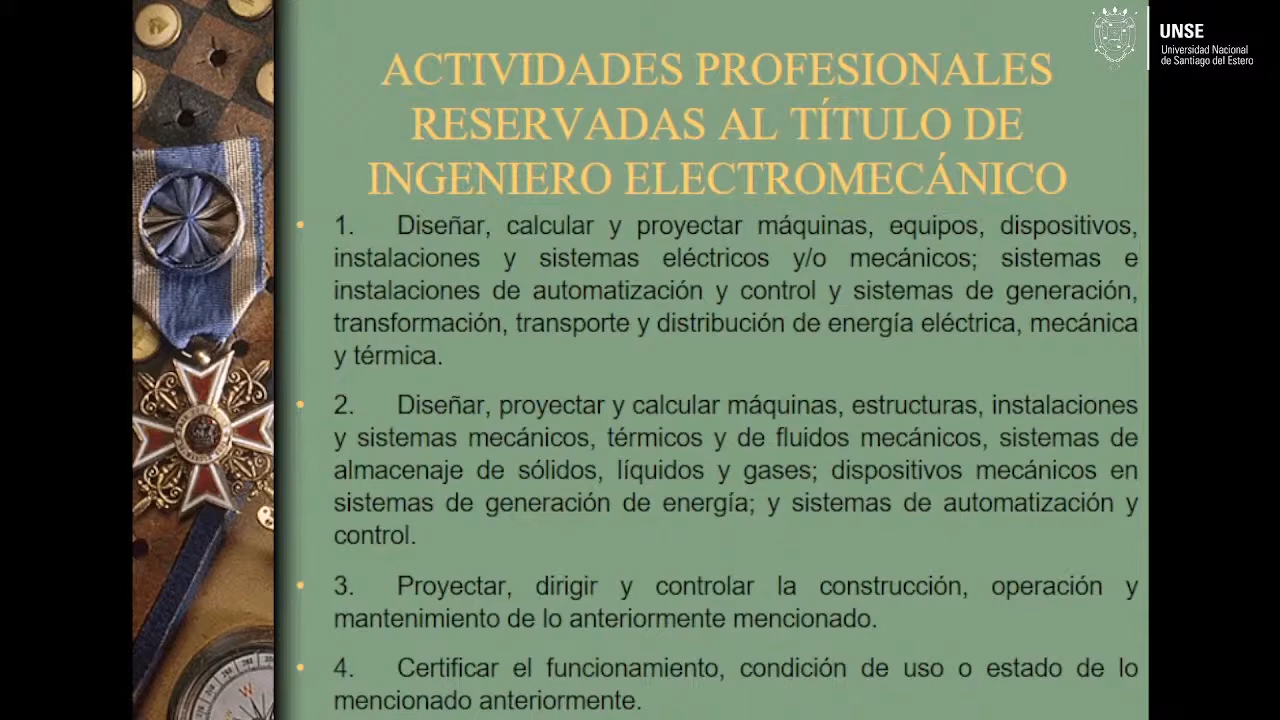 UNSE
Universidad Nacional
de Santiago del Estero
ACTIVIDADES PROFESIONALES
RESERVADAS AL TÍTULO DE
INGENIERO ELECTROMECÁNICO
• 1. Diseñar, calcular y proyectar máquinas, equipos, dispositivos,
instalaciones y sistemas eléctricos y/o mecánicos; sistemas e
instalaciones de automatización y control y sistemas de generación,
transformación, transporte y distribución de energía eléctrica, mecánica
y térmica.
• 2. Diseñar, proyectar y calcular máquinas, estructuras, instalaciones
y sistemas mecánicos, térmicos y de fluidos mecánicos, sistemas de
almacenaje de sólidos, líquidos y gases; dispositivos mecánicos en
sistemas de generación de energía; y sistemas de automatización y
control.
• 3. Proyectar, dirigir y controlar la construcción, operación y
mantenimiento de lo anteriormente mencionado.
• 4. Certificar el funcionamiento, condición de uso o estado de lo
mencionado anteriormente.